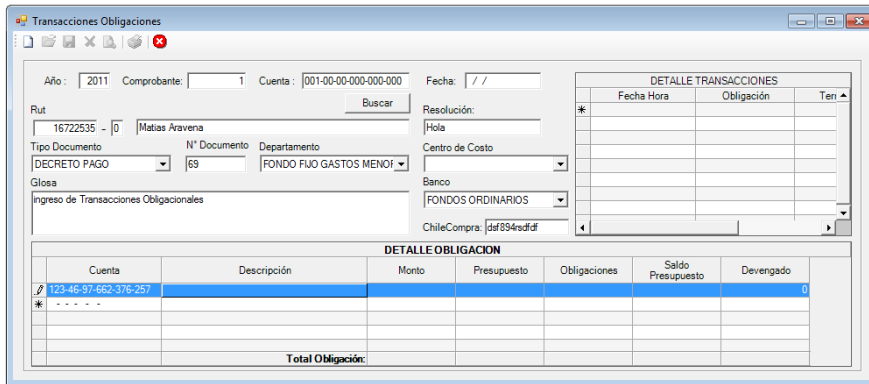 Transacciones Obligaciones
Año : 2011 Comprobante: 1 Cuenta : 001-00-00-000-000-000 Fecha: / /
DETALLE TRANSACCIONES
Fecha Hora Obligación
Rut Buscar Resolución:
16722535 - 0 Matias Aravena Hola
Tipo Documento N° Documento Departamento Centro de Costo
DECRETO PAGO 69 FONDO FIJO GASTOS
Glosa Banco
ingreso de Transacciones Obligacionales FONDOS ORDINARIOS
ChileCompra: dsf894rsdfdf
DETALLE OBLIGACION
Cuenta Descripción Monto Presupuesto Obligaciones Saldo Presupuesto Devengado
123-46-97-662-376-257 0
- - - - -
Total Obligación: